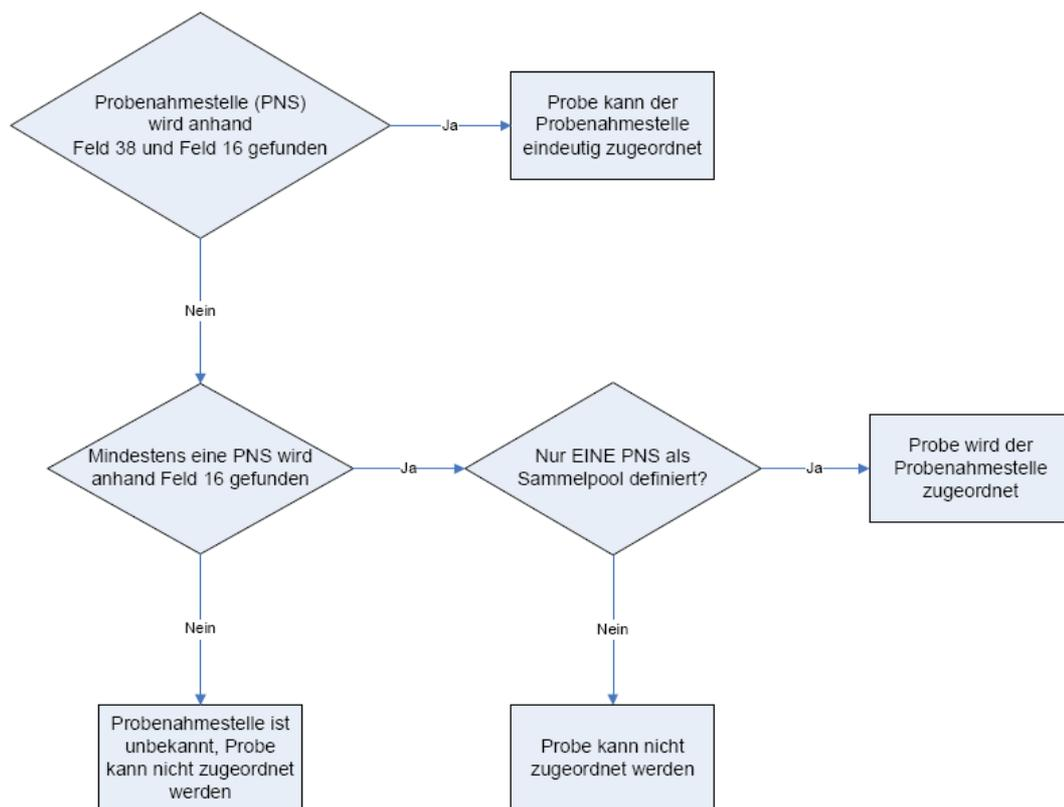 Probenahmestelle (PNS)
wird anhand
Feld 38 und Feld 16 gefunden
Ja
Probe kann der
Probenahmestelle
eindeutig zugeordnet
Nein
Mindestens eine PNS wird
anhand Feld 16 gefunden
Ja
Nur EINE PNS als
Sammelpool definiert?
Ja
Probe wird der
Probenahmestelle
zugeordnet
Nein
Nein
Probenahmestelle ist
unbekannt, Probe
kann nicht zugeordnet
werden
Probe kann nicht
zugeordnet werden